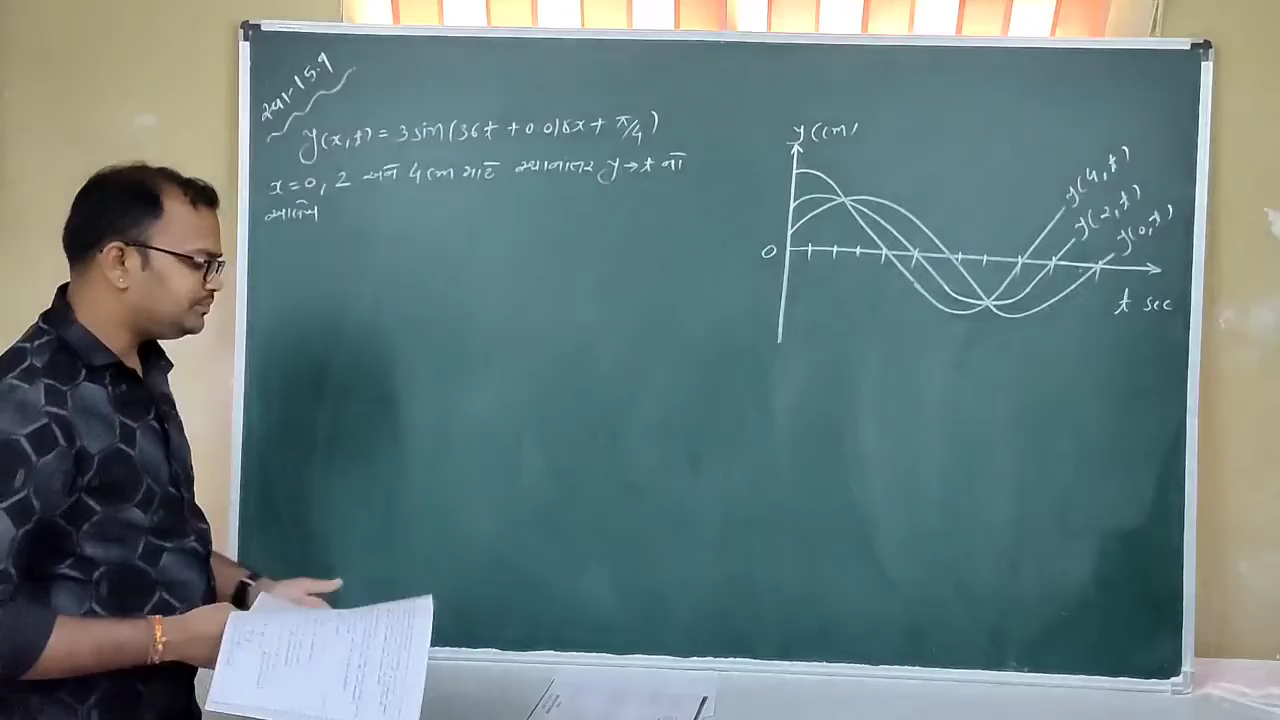 સ્વા-15.9
y(x,t) = 3 sin(36t + 0.018x + π/4)
x=0, 2 અને 4 cm માટે સ્થાનાંતર y→t નો
આલેખ
y(cm)
0
y(4,t)
y(2,t)
y(0,t)
t sec